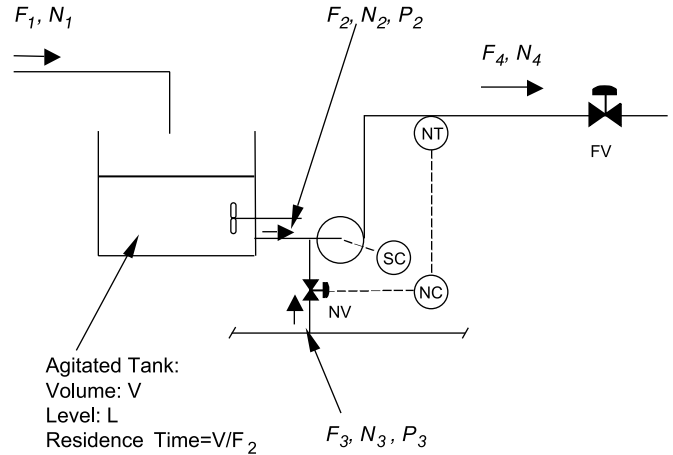 F₁, N₁
F₂, N₂, P₂
F₄, N₄
NT
FV
SC
NC
NV
Agitated Tank:
Volume: V
Level: L
Residence Time=V/F₂
F₃, N₃, P₃